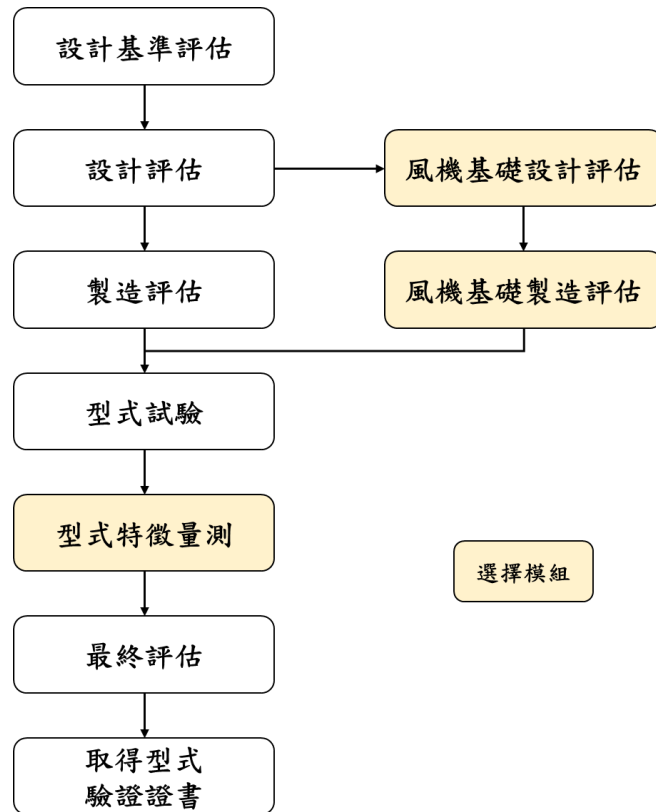 設計基準評估
設計評估
風機基礎設計評估
製造評估
風機基礎製造評估
型式試驗
型式特徵量測
選擇模組
最終評估
取得型式
驗證證書